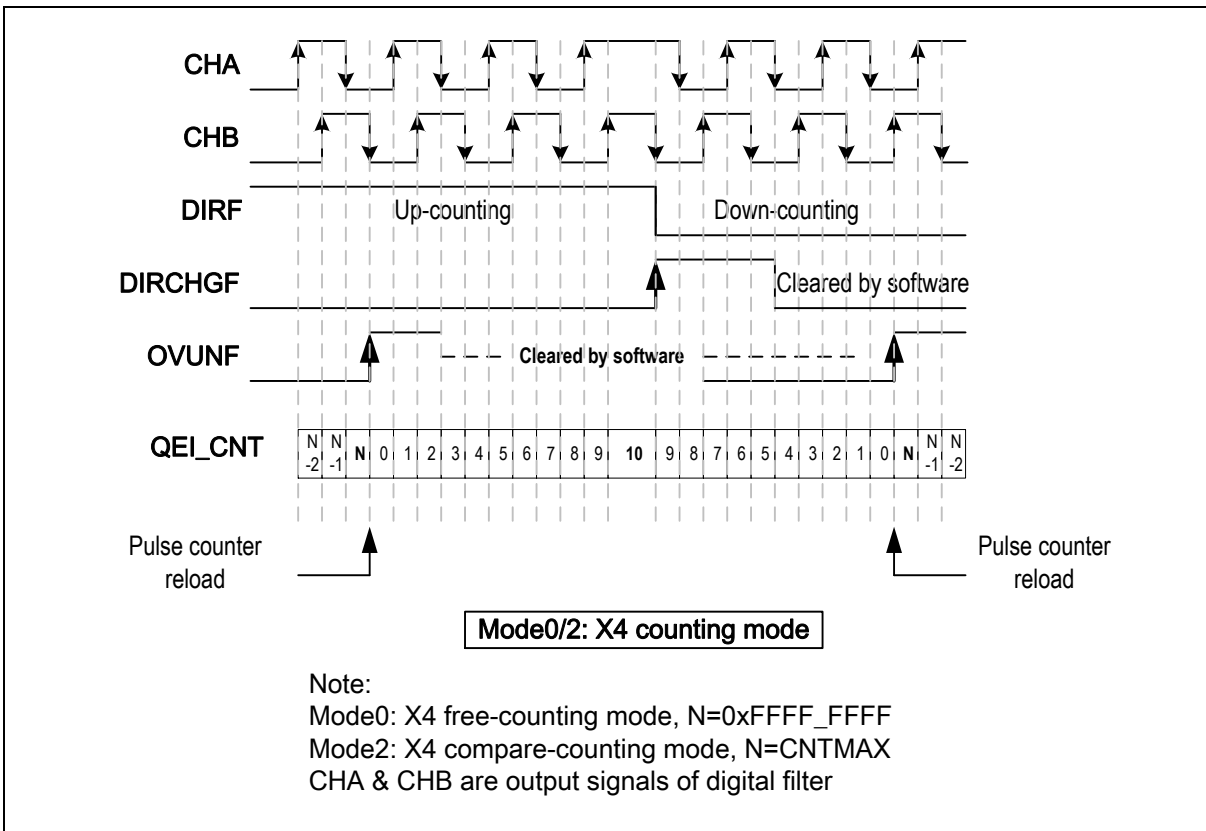 CHA
CHB
DIRF
Up-counting Down-counting
DIRCHGF
Cleared by software
OVUNF
Cleared by software
QEI_CNT
N-2 N-1 N 0 1 2 3 4 5 6 7 8 9 10 9 8 7 6 5 4 3 2 1 0 N N-1 N-2
Pulse counter
reload
Pulse counter
reload
Mode0/2: X4 counting mode
Note:
Mode0: X4 free-counting mode, N=0xFFFF_FFFF
Mode2: X4 compare-counting mode, N=CNTMAX
CHA & CHB are output signals of digital filter